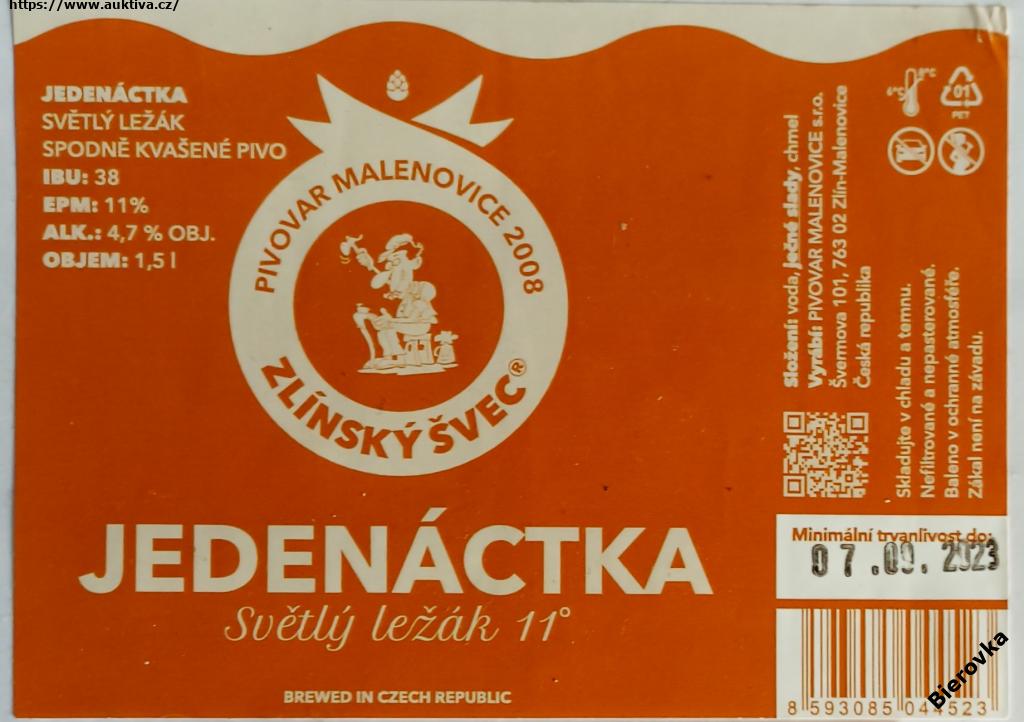 https://www.auktiva.cz/
JEDENÁCTKA
SVĚTLÝ LEŽÁK
SPODNĚ KVAŠENÉ PIVO
IBU: 38
EPM: 11%
ALK.: 4,7 % OBJ.
OBJEM: 1,5 l
PIVOVAR MALENOVICE 2008
ZLÍNSKÝ ŠVEC®
JEDENÁCTKA
Světlý ležák 11°
BREWED IN CZECH REPUBLIC
91
PET
Složení: voda, ječné slady, chmel
Vyrábí: PIVOVAR MALENOVICE s.r.o.
Švermova 101, 763 02 Zlín-Malenovice
Česká republika
Skladujte v chladu a temnu.
Nefiltrované a nepasterované.
Baleno v ochranné atmosféře.
Zákal není na závadu.
Minimální trvanlivost do:
07.09.2023
8 593085 044523
Bierovka